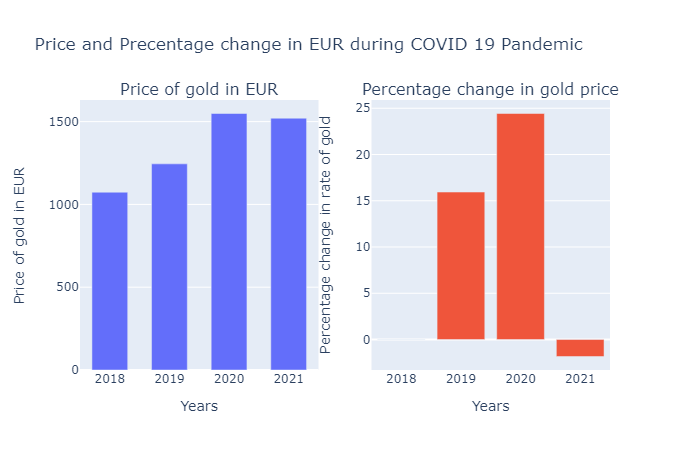 Price and Precentage change in EUR during COVID 19 Pandemic
Price of gold in EUR
Price of gold in EUR
1500
1000
500
0
2018 2019 2020 2021
Years
Percentage change in gold price
Percentage change in rate of gold
25
20
15
10
5
0
2018 2019 2020 2021
Years